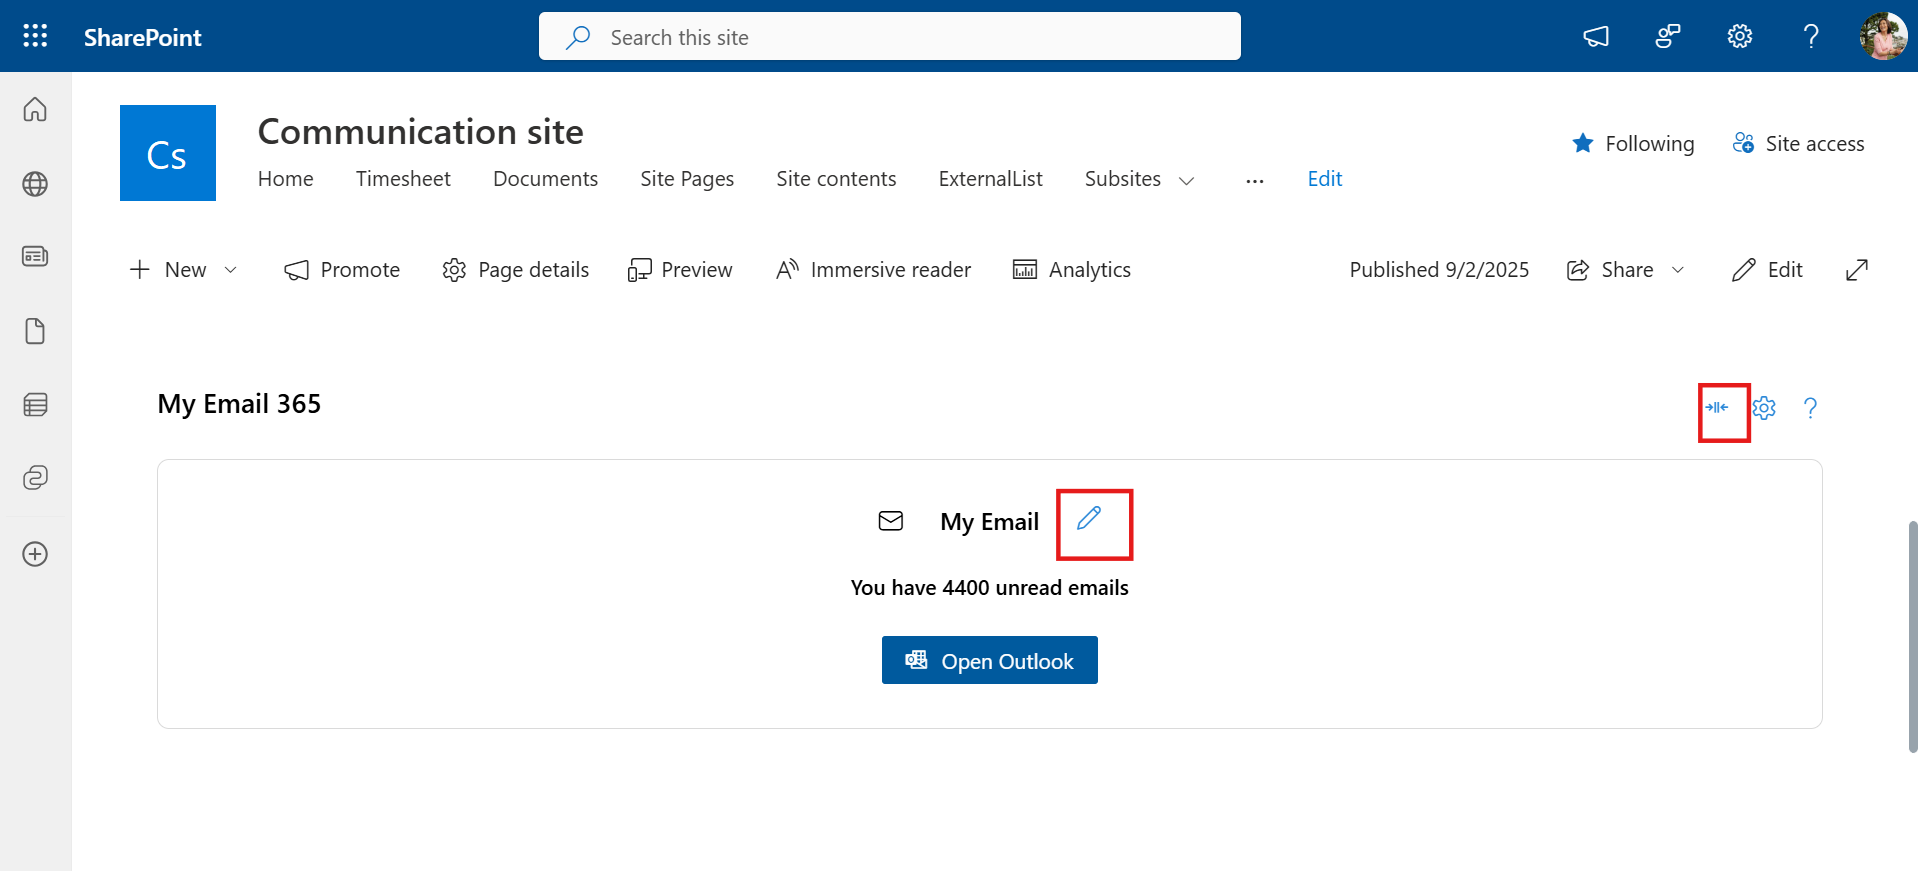 SharePoint
Search this site
?
Cs
Communication site
Following
Site access
Home Timesheet Documents Site Pages Site contents ExternalList Subsites ... Edit
New Promote Page details Preview Immersive reader Analytics Published 9/2/2025 Share Edit
My Email 365
?
My Email
You have 4400 unread emails
Open Outlook